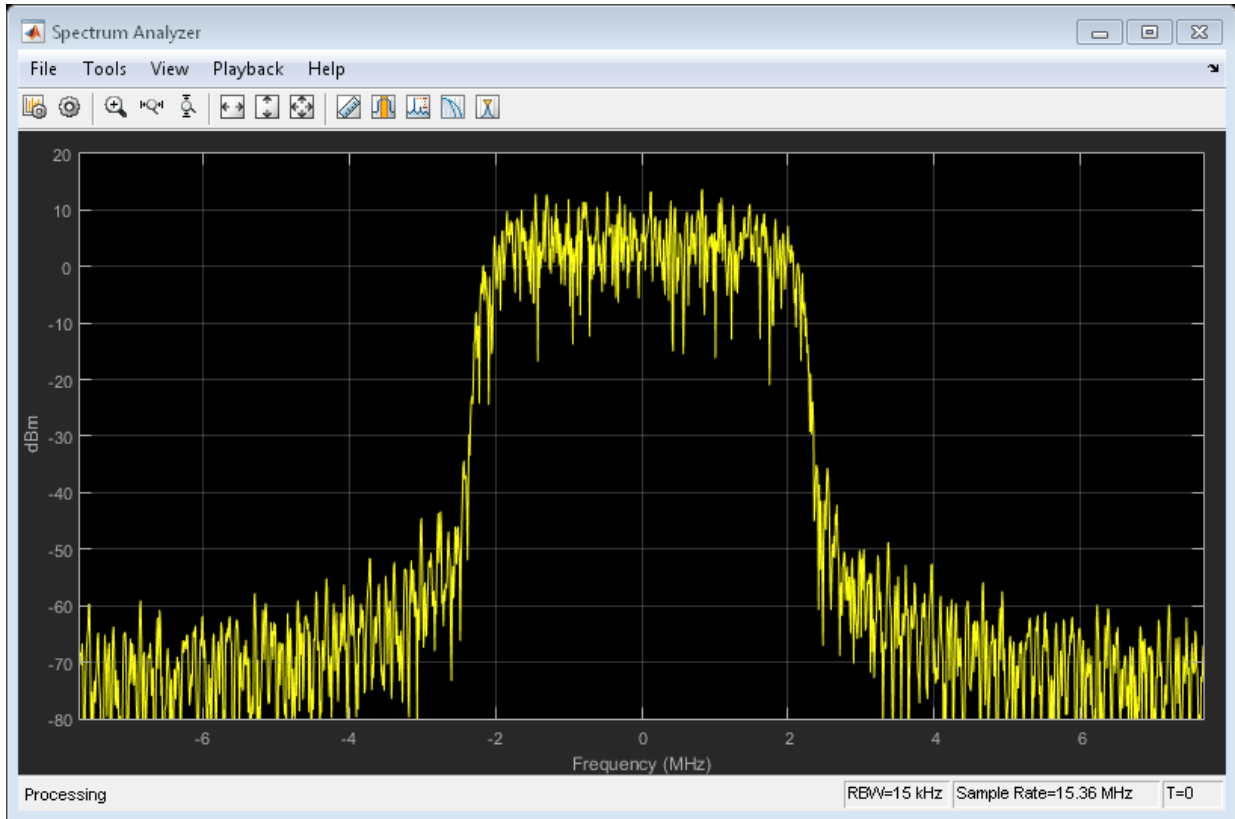 Spectrum Analyzer
File Tools View Playback Help
20
10
0
-10
-20
-30
-40
-50
-60
-70
-80
dBm
-6 -4 -2 0 2 4 6
Frequency (MHz)
Processing RBW=15 kHz Sample Rate=15.36 MHz T=0